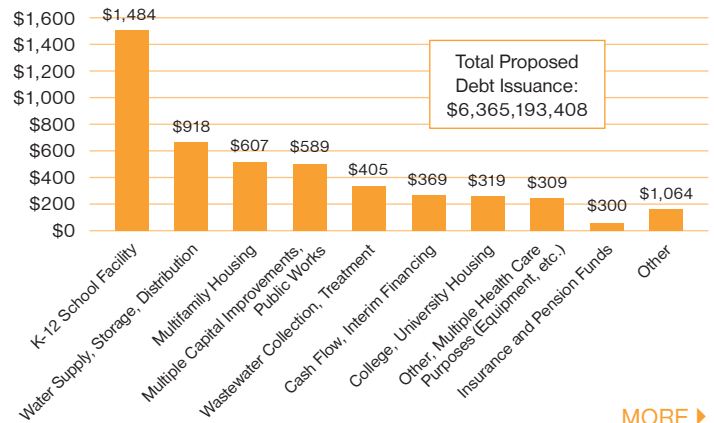 $1,600
$1,400
$1,200
$1,000
$800
$600
$400
$200
$0
$1,484
$918
$607
$589
$405
$369
$319
$309
$300
$1,064
Total Proposed
Debt Issuance:
$6,365,193,408
K-12 School Facility
Water Supply, Storage, Distribution
Multifamily Housing
Multiple Capital Improvements,
Public Works
Wastewater Collection, Treatment
Cash Flow, Interim Financing
College, University Housing
Other, Multiple Health Care
Purposes (Equipment, etc.)
Insurance and Pension Funds
Other
MORE